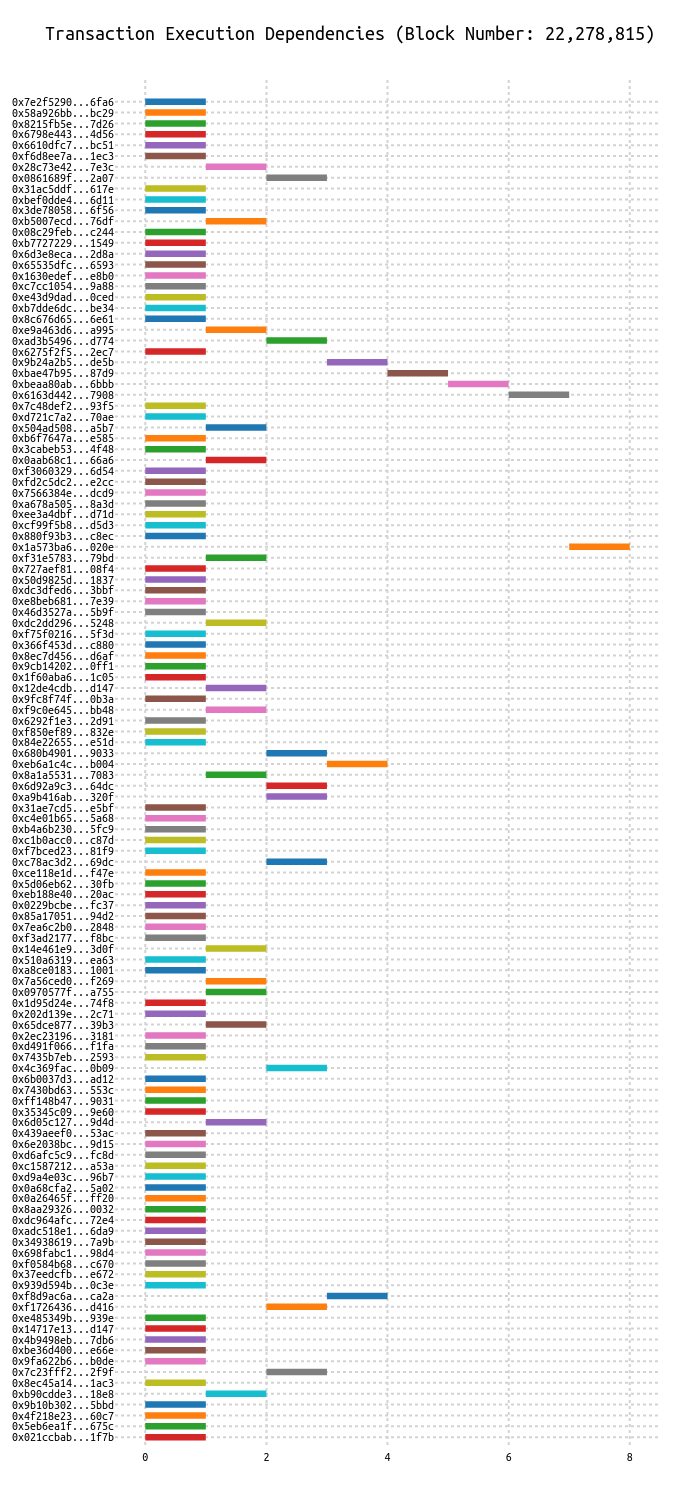 Transaction Execution Dependencies (Block Number: 22,278,815)
0x7e2f5290...6fa6
0x58a926bb...bc29
0x8215fb5e...7d26
0x6798e443...4d56
0x6610dfc7...bc51
0xf6d8ee7a...1ec3
0x28c73e42...7e3c
0x0861689f...2a07
0x31ac5ddf...617e
0xbef0dde4...6d11
0x3de78058...6f56
0xb5007ecd...76df
0x08c29feb...c244
0xb7727229...1549
0x6d3e8eca...2d8a
0x65535dfc...6593
0x1630edef...e8b0
0xc7cc1054...9a88
0xe43d9dad...0ced
0xb7dde6dc...be34
0x8c676d65...6e61
0xe9a463d6...a995
0xad3b5496...d774
0x6275f2f5...2ec7
0x9b24a2b5...de5b
0xbae47b95...87d9
0xbeaa80ab...6bbb
0x6163d442...7908
0x7c48def2...93f5
0xd721c7a2...70ae
0x504ad508...a5b7
0xb6f7647a...e585
0x3cabeb53...4f48
0x0aab68c1...66a6
0xf3060329...6d54
0xfd2c5dc2...e2cc
0x7566384e...dcd9
0xa678a505...8a3d
0xee3a4dbf...d71d
0xcf99f5b8...d5d3
0x880f93b3...c8ec
0x1a573ba6...020e
0xf31e5783...79bd
0x727aef81...08f4
0x50d9825d...1837
0xdc3dfed6...3bbf
0xe8beb681...7e39
0x46d3527a...5b9f
0xdc2dd296...5248
0xf75f0216...5f3d
0x366f453d...c880
0x8ec7d456...d6af
0x9cb14202...0ff1
0x1f60aba6...1c05
0x12de4cdb...d147
0x9fc8f74f...0b3a
0xf9c0e645...bb48
0x6292f1e3...2d91
0xf850ef89...832e
0x84e22655...e51d
0x680b4901...9033
0xeb6a1c4c...b004
0x8a1a5531...7083
0x6d92a9c3...64dc
0xa9b416ab...320f
0x31ae7cd5...e5bf
0xc4e01b65...5a68
0xb4a6b230...5fc9
0xc1b0acc0...c87d
0xf7bced23...81f9
0xc78ac3d2...69dc
0xce118e1d...f47e
0x5d06eb62...30fb
0xeb188e40...20ac
0x0229bcbe...fc37
0x85a17051...94d2
0x7ea6c2b0...2848
0xf3ad2177...f8bc
0x14e461e9...3d0f
0x510a6319...ea63
0xa8ce0183...1001
0x7a56ced0...f269
0x0970577f...a755
0x1d95d24e...74f8
0x202d139e...2c71
0x65dce877...39b3
0x2ec23196...3181
0xd491f066...f1fa
0x7435b7eb...2593
0x4c369fac...0b09
0x6b0037d3...ad12
0x7430bd63...553c
0xff148b47...9031
0x35345c09...9e60
0x6d05c127...9d4d
0x439aeef0...53ac
0x6e2038bc...9d15
0xd6afc5c9...fc8d
0xc1587212...a53a
0xd9a4e03c...96b7
0x0a68cfa2...5a02
0x0a26465f...ff20
0x8aa29326...0032
0xdc964afc...72e4
0xadc518e1...6da9
0x34938619...7a9b
0x698fabc1...98d4
0xf0584b68...c670
0x37eedcfb...e672
0x939d594b...0c3e
0xf8d9ac6a...ca2a
0xf1726436...d416
0xe485349b...939e
0x14717e13...d147
0x4b9498eb...7db6
0xbe36d400...e66e
0x9fa622b6...b0de
0x7c23fff2...2f9f
0x8ec45a14...1ac3
0xb90cdde3...18e8
0x9b10b302...5bbd
0x4f218e23...60c7
0x5eb6ea1f...675c
0x021ccbab...1f7b
0 2 4 6 8